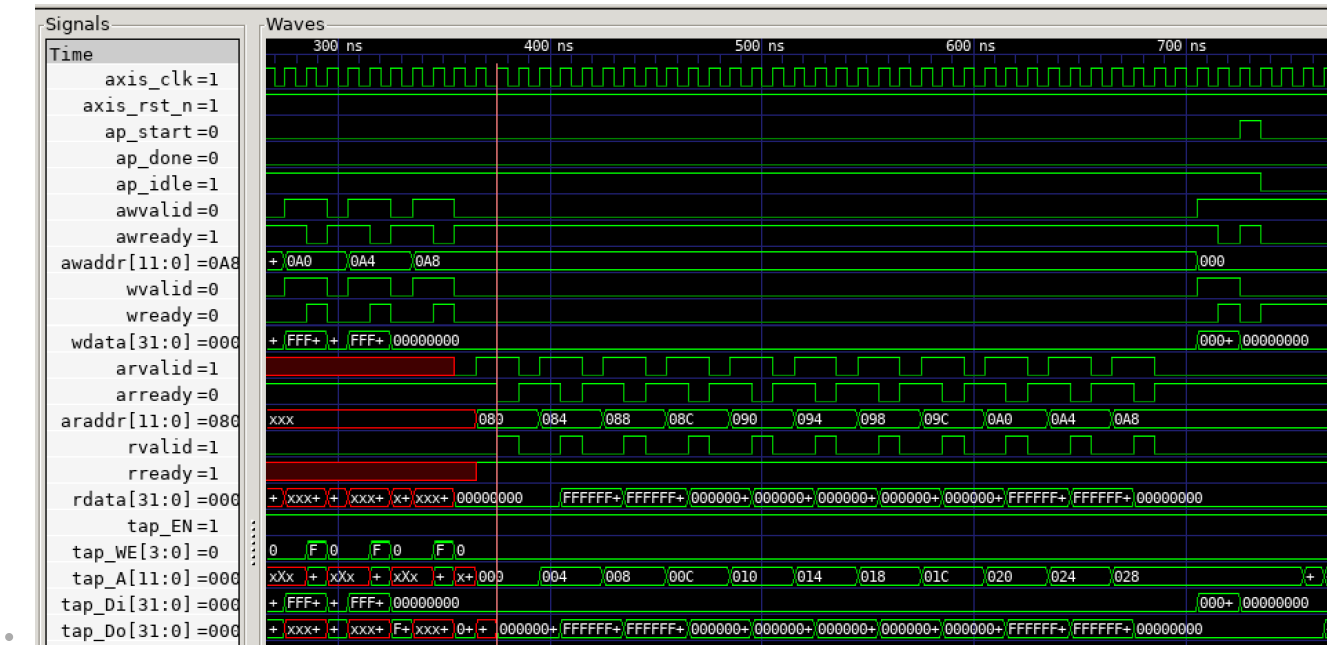 Signals Waves
Time 300 ns 400 ns 500 ns 600 ns 700 ns
axis_clk=1
axis_rst_n=1
ap_start=0
ap_done=0
ap_idle=1
awvalid=0
awready=1
awaddr[11:0]=0A8 + 0A0 0A4 0A8 000
wvalid=0
wready=0
wdata[31:0]=000 + FFF+ + FFF+ 00000000 000+ 00000000
arvalid=1
arready=0
araddr[11:0]=080 xxx 080 084 088 08C 090 094 098 09C 0A0 0A4 0A8
rvalid=1
rready=1
rdata[31:0]=000 + xxx+ + xxx+ x+ xxx+ 00000000 FFFFFF+ FFFFFF+ 000000+ 000000+ 000000+ 000000+ 000000+ FFFFFF+ FFFFFF+ 00000000
tap_EN=1
tap_WE[3:0]=0 0 F 0 F 0 F 0
tap_A[11:0]=000 xXx + xXx + xXx + x+ 000 004 008 00C 010 014 018 01C 020 024 028 +
tap_Di[31:0]=000 + FFF+ + FFF+ 00000000 000+ 00000000
tap_Do[31:0]=000 + xxx+ + xxx+ F+ xxx+ 0+ + 000000+ FFFFFF+ FFFFFF+ 000000+ 000000+ 000000+ 000000+ 000000+ FFFFFF+ FFFFFF+ 00000000